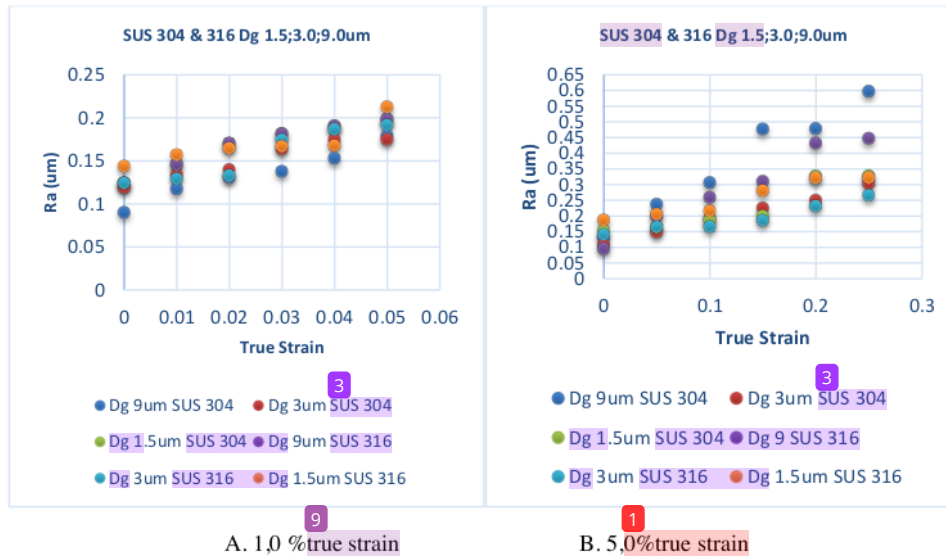 SUS 304 & 316 Dg 1.5;3.0;9.0um
0.25
0.2
0.15
0.1
0.05
0
Ra (um)
0 0.01 0.02 0.03 0.04 0.05 0.06
True Strain
3
Dg 9um SUS 304 Dg 3um SUS 304
Dg 1.5um SUS 304 Dg 9um SUS 316
Dg 3um SUS 316 Dg 1.5um SUS 316
9
A. 1,0 %true strain
SUS 304 & 316 Dg 1.5;3.0;9.0um
0.65
0.6
0.55
0.5
0.45
0.4
0.35
0.3
0.25
0.2
0.15
0.1
0.05
0
Ra (um)
0 0.1 0.2 0.3
True Strain
3
Dg 9um SUS 304 Dg 3um SUS 304
Dg 1.5um SUS 304 Dg 9 SUS 316
Dg 3um SUS 316 Dg 1.5um SUS 316
1
B. 5,0%true strain